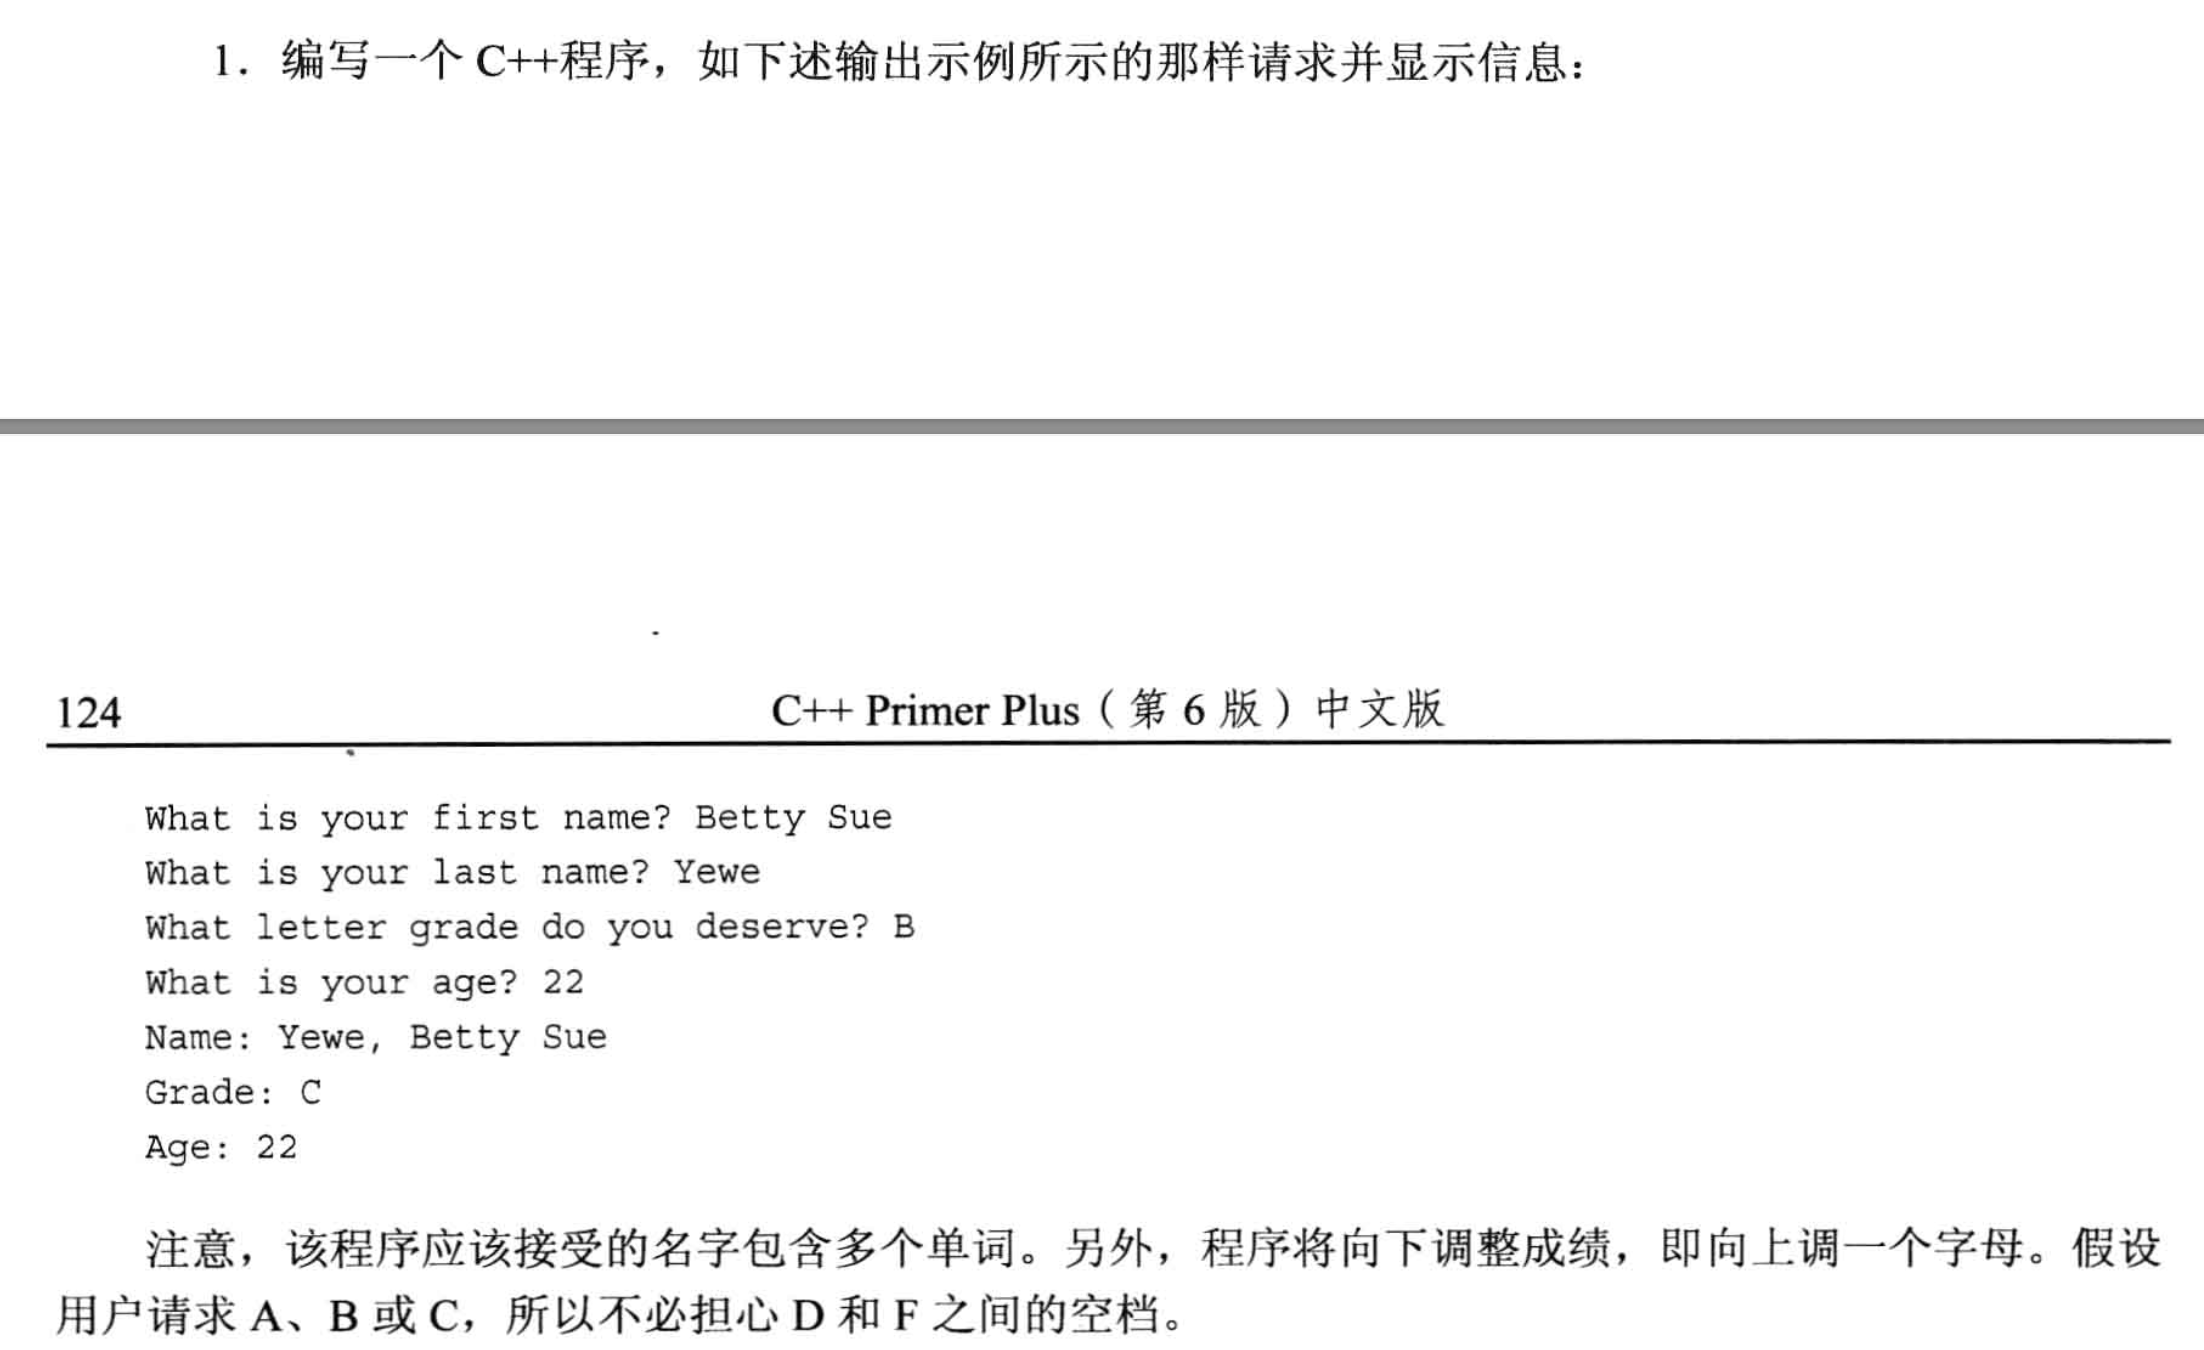 1. 编写一个 C++程序，如下述输出示例所示的那样请求并显示信息：
124
C++ Primer Plus（第 6 版）中文版
What is your first name? Betty Sue
What is your last name? Yewe
What letter grade do you deserve? B
What is your age? 22
Name: Yewe, Betty Sue
Grade: C
Age: 22
注意，该程序应该接受的名字包含多个单词。另外，程序将向下调整成绩，即向上调一个字母。假设
用户请求 A、B 或 C，所以不必担心 D 和 F 之间的空档。